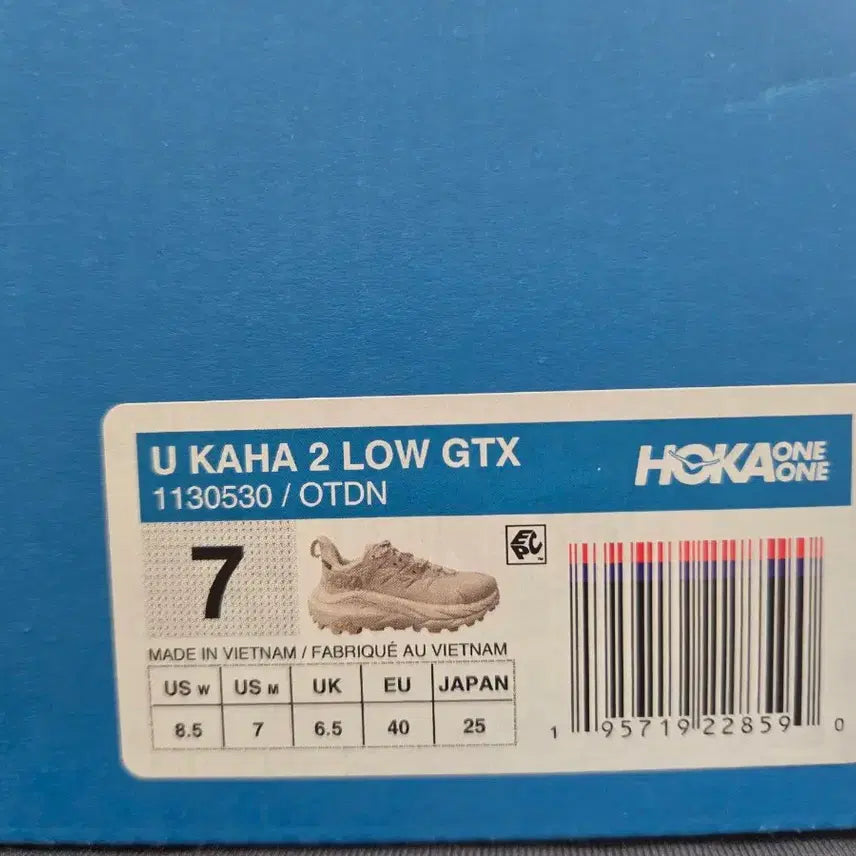 U KAHA 2 LOW GTX
1130530 / OTDN
HOKA ONE ONE
7
EPC
MADE IN VIETNAM / FABRIQUÉ AU VIETNAM
US W US M UK EU JAPAN
8.5 7 6.5 40 25
1 95719 22859 0